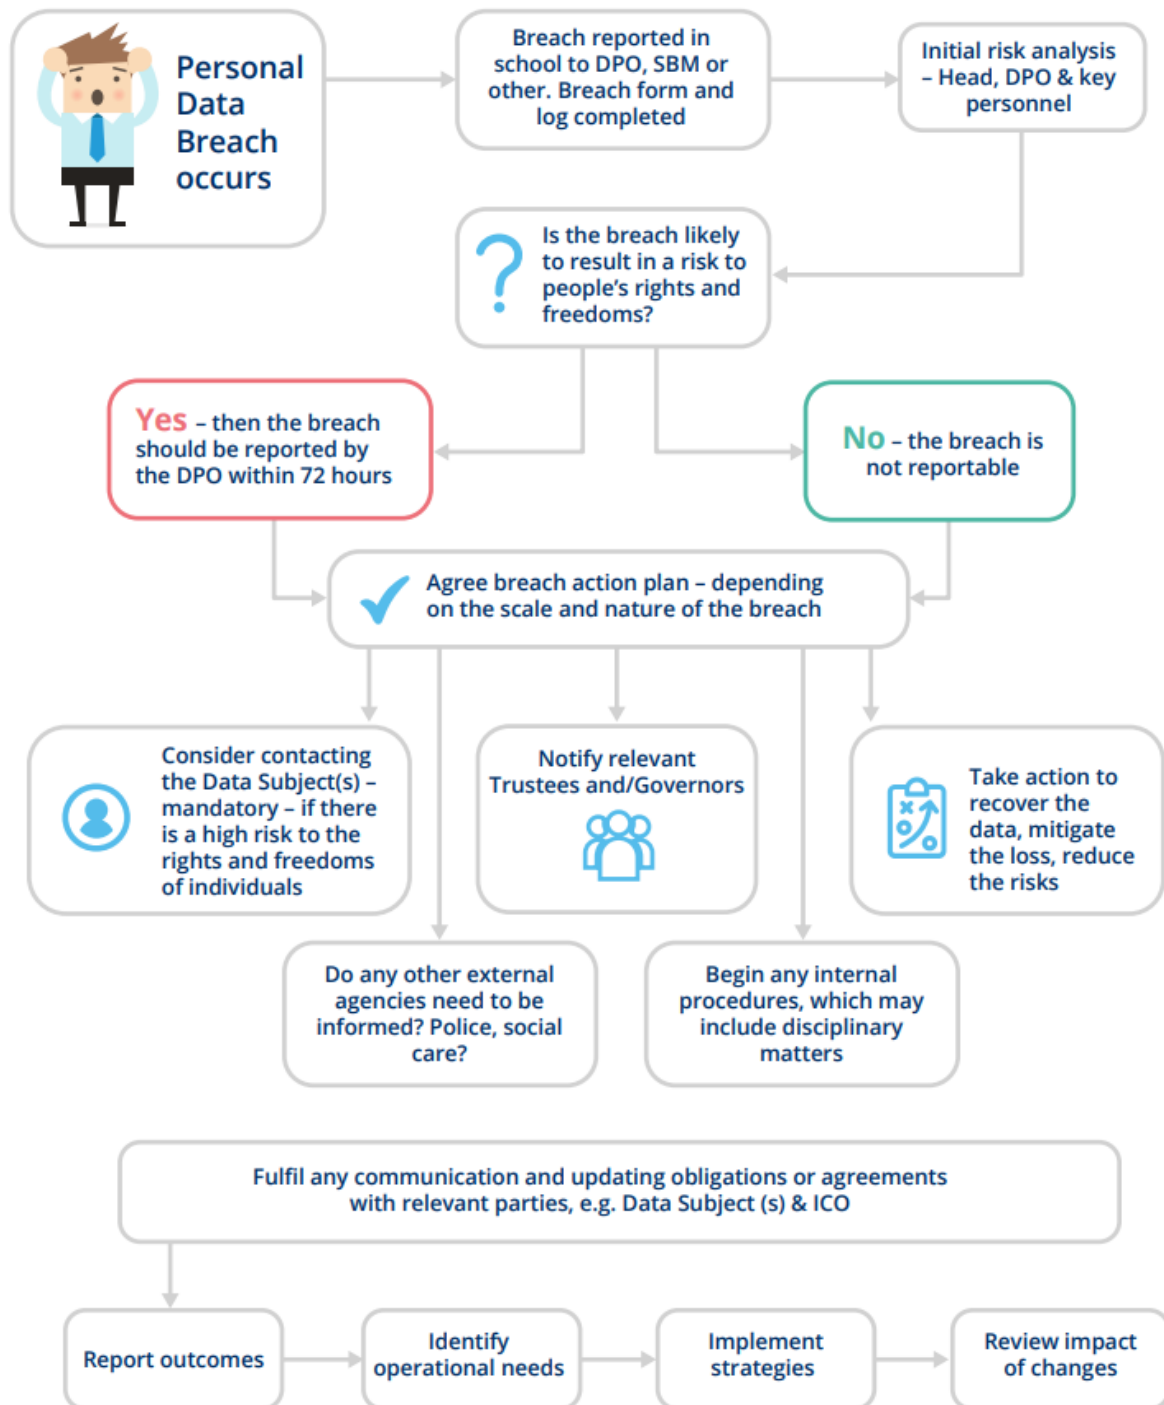 Personal
Data
Breach
occurs
Breach reported in
school to DPO, SBM or
other. Breach form and
log completed
Initial risk analysis
– Head, DPO & key
personnel
Is the breach likely
to result in a risk to
people's rights and
freedoms?
Yes – then the breach
should be reported by
the DPO within 72 hours
No – the breach is
not reportable
Agree breach action plan – depending
on the scale and nature of the breach
Consider contacting
the Data Subject(s) –
mandatory – if there
is a high risk to the
rights and freedoms
of individuals
Notify relevant
Trustees and/Governors
Take action to
recover the
data, mitigate
the loss, reduce
the risks
Do any other external
agencies need to be
informed? Police, social
care?
Begin any internal
procedures, which may
include disciplinary
matters
Fulfil any communication and updating obligations or agreements
with relevant parties, e.g. Data Subject (s) & ICO
Report outcomes
Identify
operational needs
Implement
strategies
Review impact
of changes